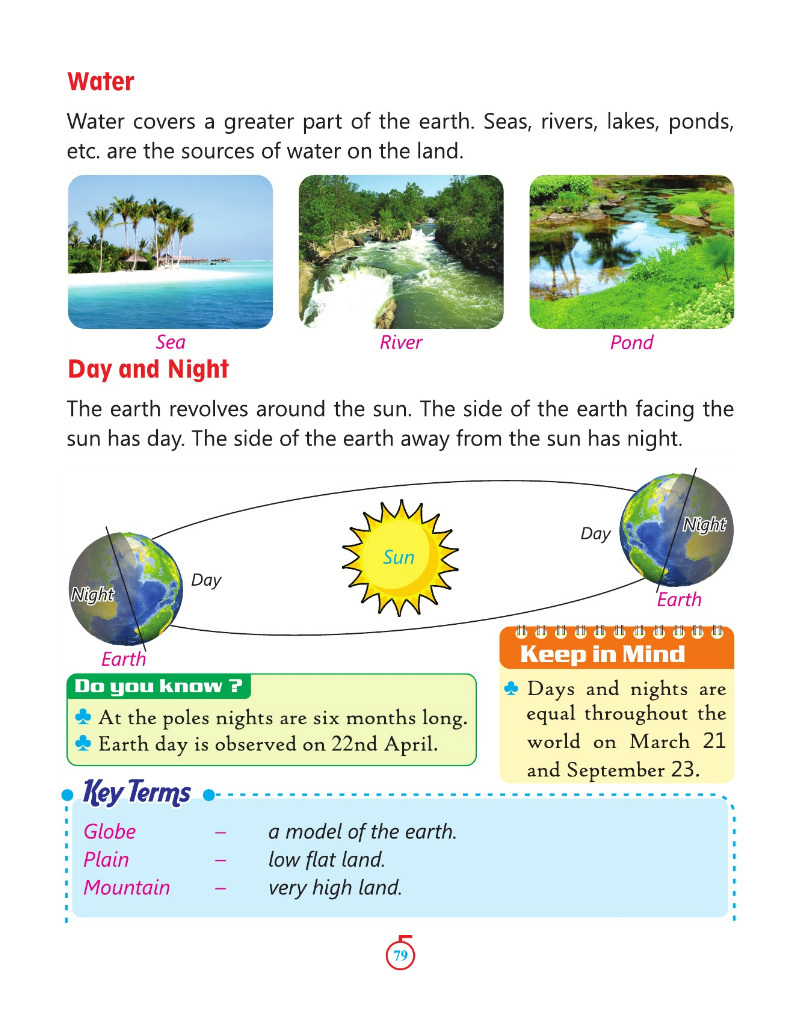 Water
Water covers a greater part of the earth. Seas, rivers, lakes, ponds,
etc. are the sources of water on the land.
Sea
River
Pond
Day and Night
The earth revolves around the sun. The side of the earth facing the
sun has day. The side of the earth away from the sun has night.
Night
Day
Earth
Sun
Day
Night
Earth
Do you know ?
At the poles nights are six months long.
Earth day is observed on 22nd April.
Keep in Mind
Days and nights are
equal throughout the
world on March 21
and September 23.
Key Terms
Globe – a model of the earth.
Plain – low flat land.
Mountain – very high land.
79